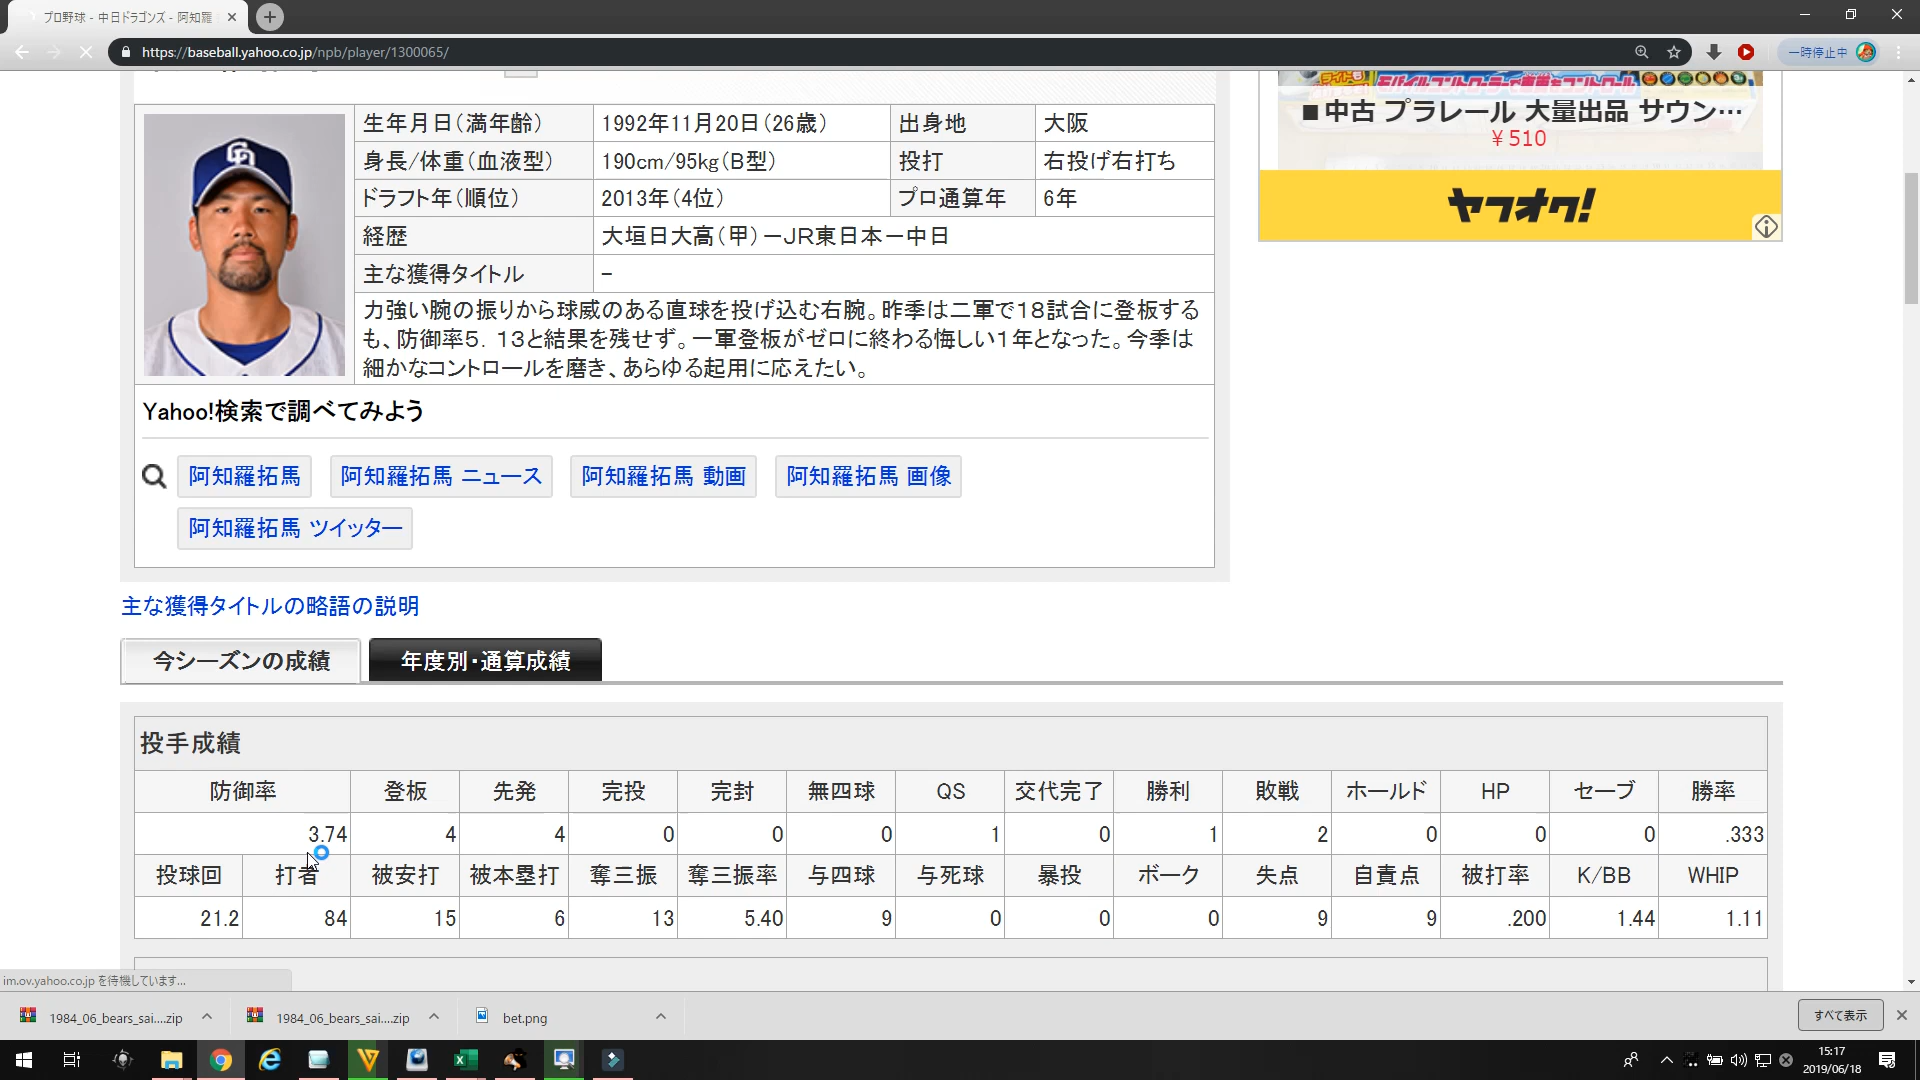 プロ野球 - 中日ドラゴンズ - 阿知羅
https://baseball.yahoo.co.jp/npb/player/1300065/
一時停止中
生年月日(満年齢) 1992年11月20日(26歳) 出身地 大阪
身長/体重(血液型) 190cm/95kg(B型) 投打 右投げ右打ち
ドラフト年(順位) 2013年(4位) プロ通算年 6年
経歴 大垣日大高(甲)-JR東日本-中日
主な獲得タイトル -
力強い腕の振りから球威のある直球を投げ込む右腕。昨季は二軍で18試合に登板する
も、防御率5.13と結果を残せず。一軍登板がゼロに終わる悔しい1年となった。今季は
細かなコントロールを磨き、あらゆる起用に応えたい。
モバイルコントローラーで車両をコントロール
■中古 プラレール 大量出品 サウン…
¥510
ヤフオク!
Yahoo!検索で調べてみよう
阿知羅拓馬 阿知羅拓馬 ニュース 阿知羅拓馬 動画 阿知羅拓馬 画像
阿知羅拓馬 ツイッター
主な獲得タイトルの略語の説明
今シーズンの成績 年度別・通算成績
投手成績
防御率 登板 先発 完投 完封 無四球 QS 交代完了 勝利 敗戦 ホールド HP セーブ 勝率
3.74 4 4 0 0 0 1 0 1 2 0 0 0 .333
投球回 打者 被安打 被本塁打 奪三振 奪三振率 与四球 与死球 暴投 ボーク 失点 自責点 被打率 K/BB WHIP
21.2 84 15 6 13 5.40 9 0 0 0 9 9 .200 1.44 1.11
im.ov.yahoo.co.jp を待機しています...
1984_06_bears_sai....zip 1984_06_bears_sai....zip bet.png すべて表示
15:17
2019/06/18